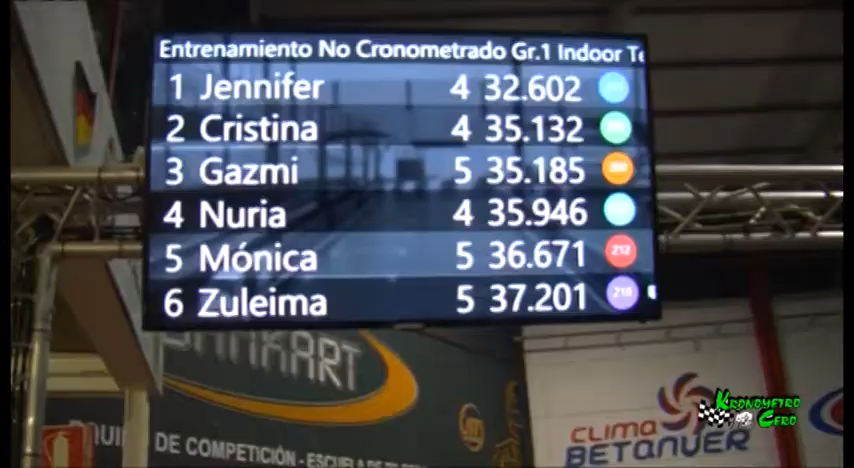 Entrenamiento No Cronometrado Gr.1 Indoor Te
1 Jennifer 4 32.602
2 Cristina 4 35.132
3 Gazmi 5 35.185
4 Nuria 4 35.946
5 Mónica 5 36.671 212
6 Zuleima 5 37.201 218
KART
DE COMPETICIÓN - ESCUELA DE
CLIMA
BETANVER
KRONOMETRO
CERO